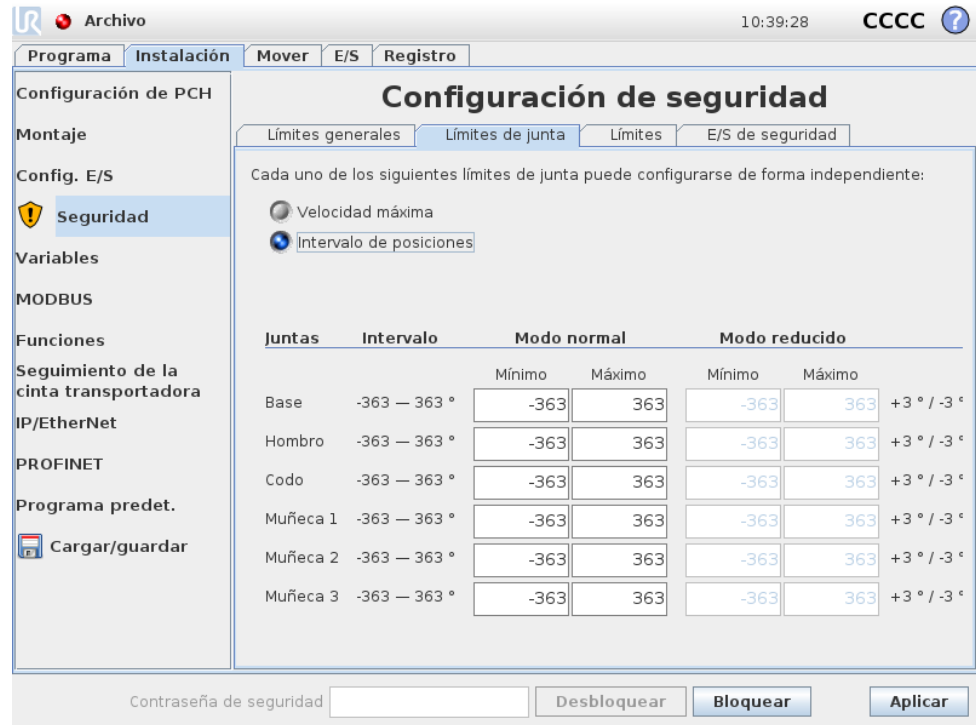 UR Archivo 10:39:28 CCCC ?
Programa Instalación Mover E/S Registro
Configuración de PCH
Montaje
Config. E/S
Seguridad
Variables
MODBUS
Funciones
Seguimiento de la
cinta transportadora
IP/EtherNet
PROFINET
Programa predet.
Cargar/guardar
Configuración de seguridad
Límites generales Límites de junta Límites E/S de seguridad
Cada uno de los siguientes límites de junta puede configurarse de forma independiente:
Velocidad máxima
Intervalo de posiciones
Juntas Intervalo Modo normal Modo reducido
Mínimo Máximo Mínimo Máximo
Base -363 — 363 ° -363 363 -363 363 +3 ° / -3 °
Hombro -363 — 363 ° -363 363 -363 363 +3 ° / -3 °
Codo -363 — 363 ° -363 363 -363 363 +3 ° / -3 °
Muñeca 1 -363 — 363 ° -363 363 -363 363 +3 ° / -3 °
Muñeca 2 -363 — 363 ° -363 363 -363 363 +3 ° / -3 °
Muñeca 3 -363 — 363 ° -363 363 -363 363 +3 ° / -3 °
Contraseña de seguridad Desbloquear Bloquear Aplicar